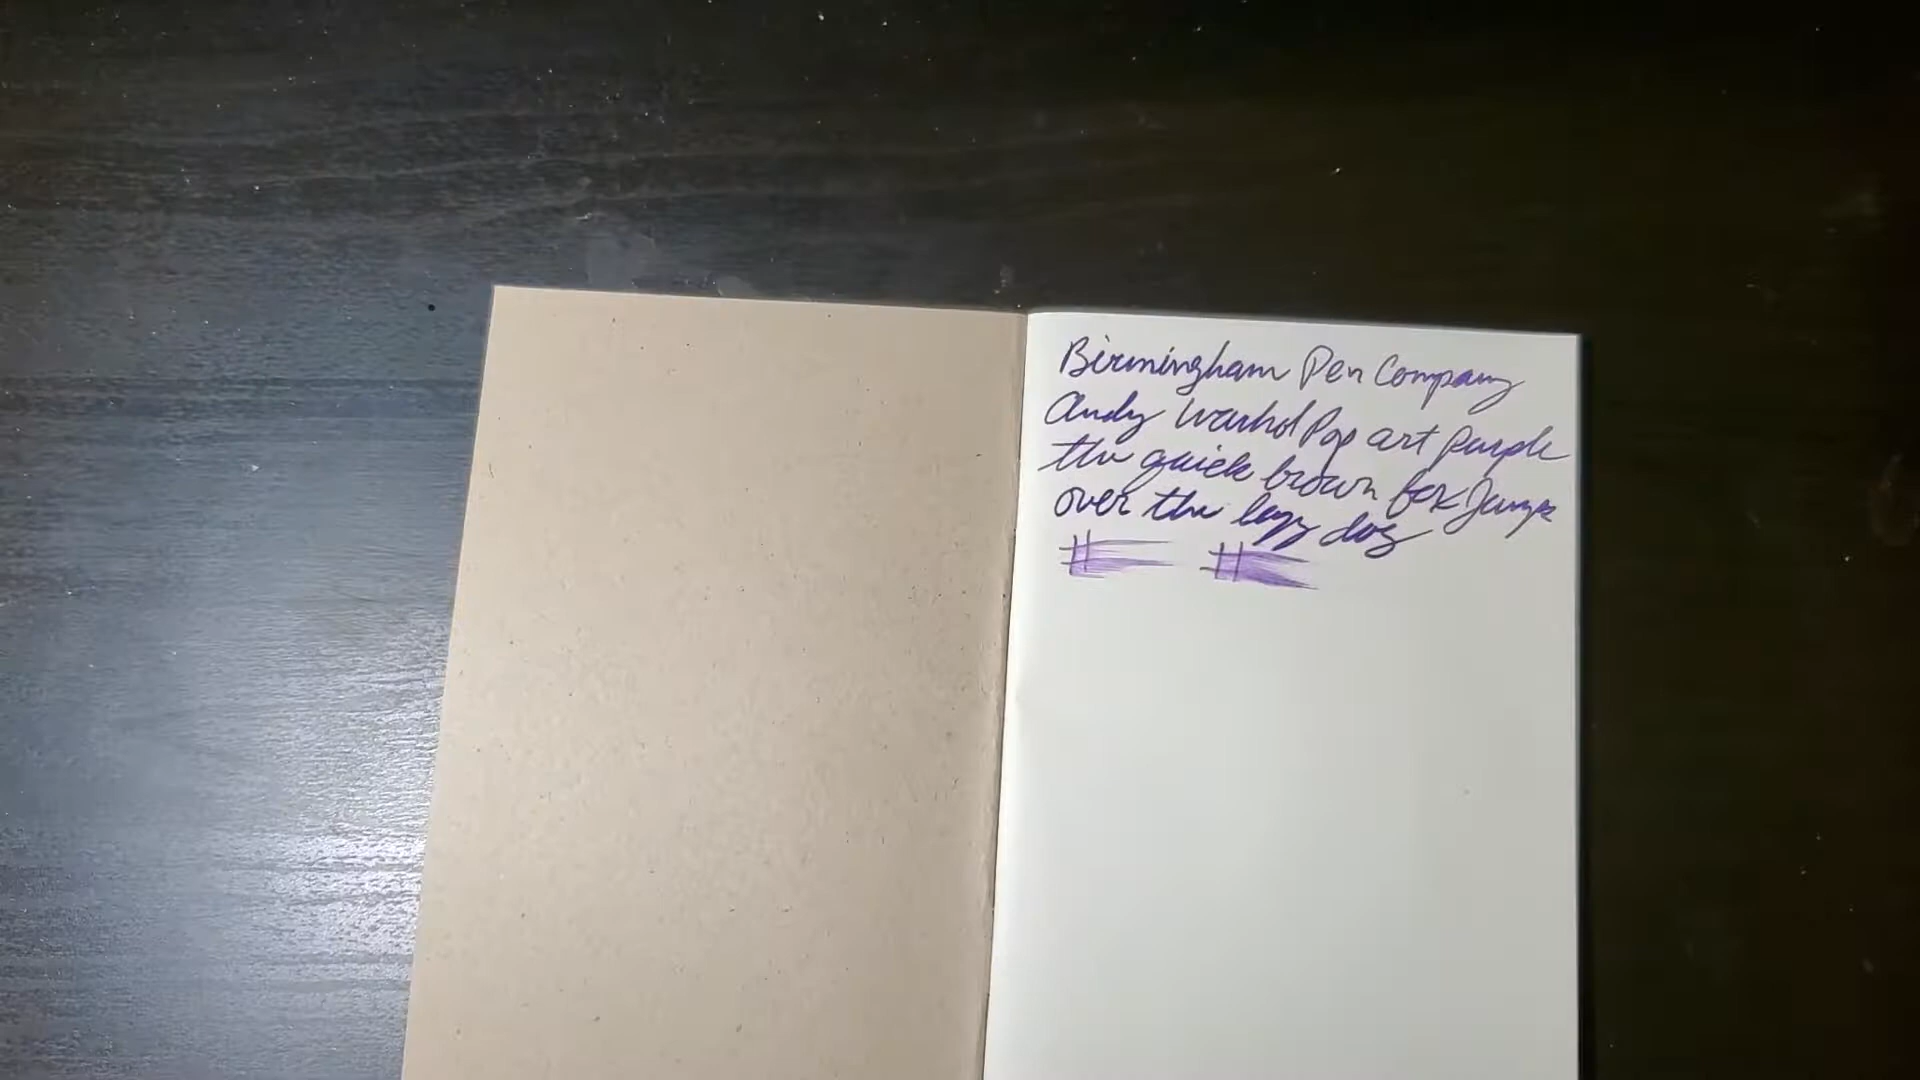 Birmingham Pen Company
Andy Warhol Pop art purple
the quick brown fox Jumps
over the lazy dog
# #